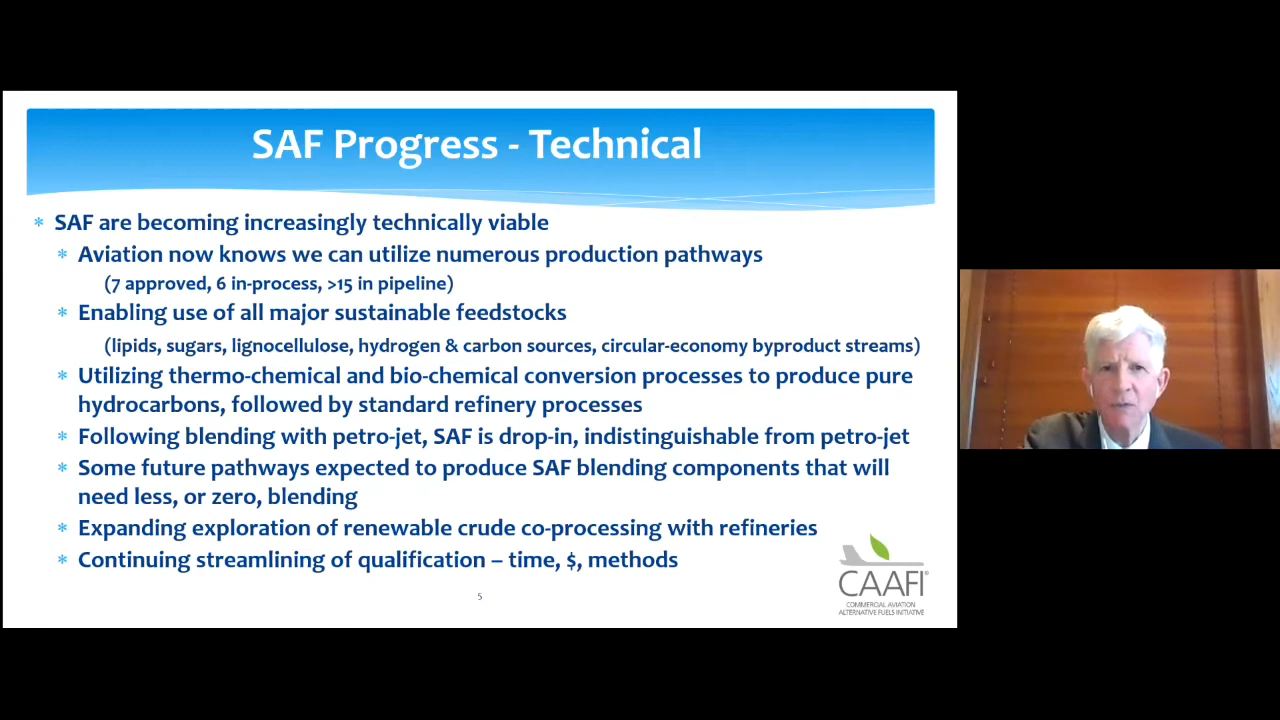 SAF Progress - Technical
* SAF are becoming increasingly technically viable
* Aviation now knows we can utilize numerous production pathways
(7 approved, 6 in-process, >15 in pipeline)
* Enabling use of all major sustainable feedstocks
(lipids, sugars, lignocellulose, hydrogen & carbon sources, circular-economy byproduct streams)
* Utilizing thermo-chemical and bio-chemical conversion processes to produce pure
hydrocarbons, followed by standard refinery processes
* Following blending with petro-jet, SAF is drop-in, indistinguishable from petro-jet
* Some future pathways expected to produce SAF blending components that will
need less, or zero, blending
* Expanding exploration of renewable crude co-processing with refineries
* Continuing streamlining of qualification – time, $, methods
5
CAAFI®
COMMERCIAL AVIATION
ALTERNATIVE FUELS INITIATIVE